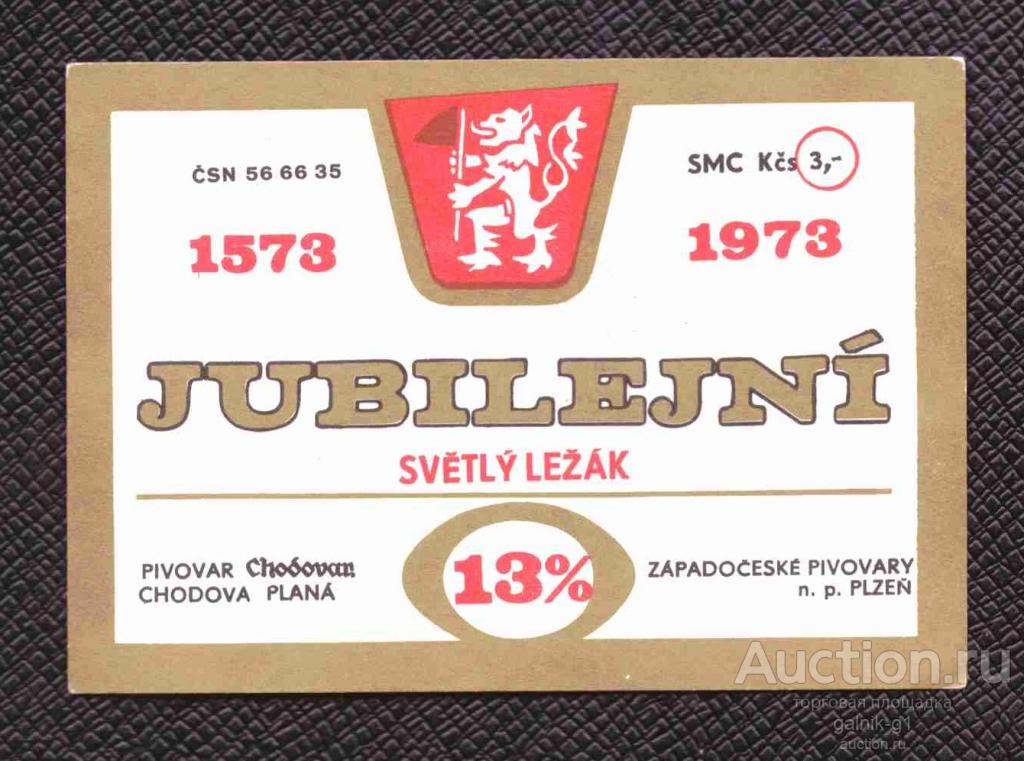 ČSN 56 66 35
SMC Kčs 3,-
1573
1973
JUBILEJNÍ
SVĚTLÝ LEŽÁK
PIVOVAR Chodovar
CHODOVA PLANÁ
13%
ZÁPADOČESKÉ PIVOVARY
n. p. PLZEŇ
Auction.ru
торговая площадка
galnik-g1
auction.ru